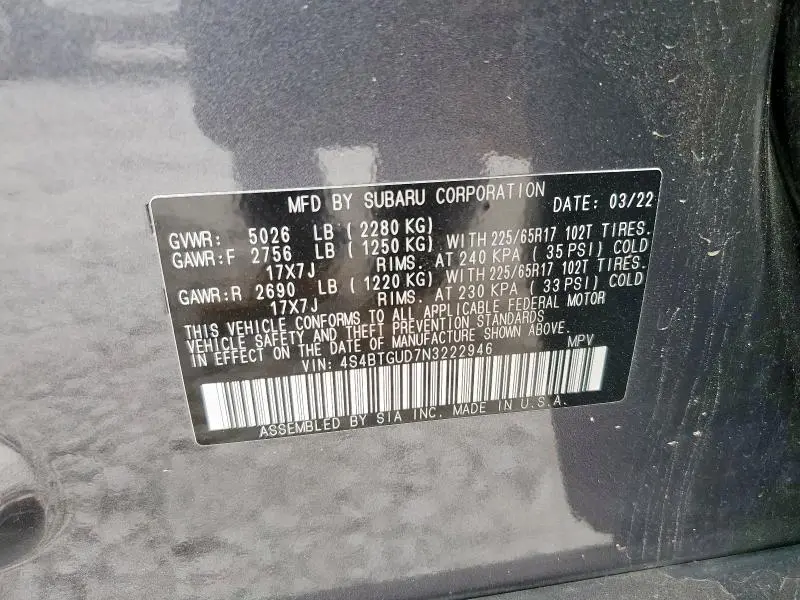 MFD BY SUBARU CORPORATION DATE: 03/22
GVWR: 5026 LB ( 2280 KG)
GAWR:F 2756 LB ( 1250 KG) WITH 225/65R17 102T TIRES.
17X7J RIMS. AT 240 KPA ( 35 PSI) COLD
GAWR:R 2690 LB ( 1220 KG) WITH 225/65R17 102T TIRES.
17X7J RIMS. AT 230 KPA ( 33 PSI) COLD
THIS VEHICLE CONFORMS TO ALL APPLICABLE FEDERAL MOTOR
VEHICLE SAFETY AND THEFT PREVENTION STANDARDS
IN EFFECT ON THE DATE OF MANUFACTURE SHOWN ABOVE.
VIN: 4S4BTGUD7N3222946 MPV
ASSEMBLED BY SIA INC. MADE IN U.S.A.